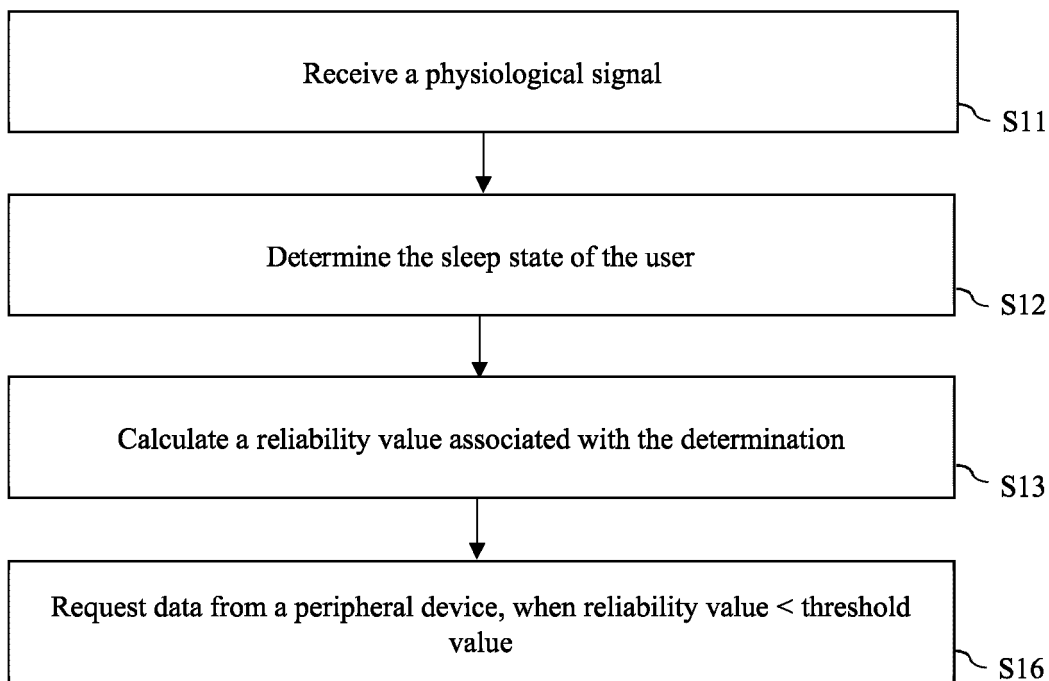 Receive a physiological signal
S11
Determine the sleep state of the user
S12
Calculate a reliability value associated with the determination
S13
Request data from a peripheral device, when reliability value < threshold
value
S16